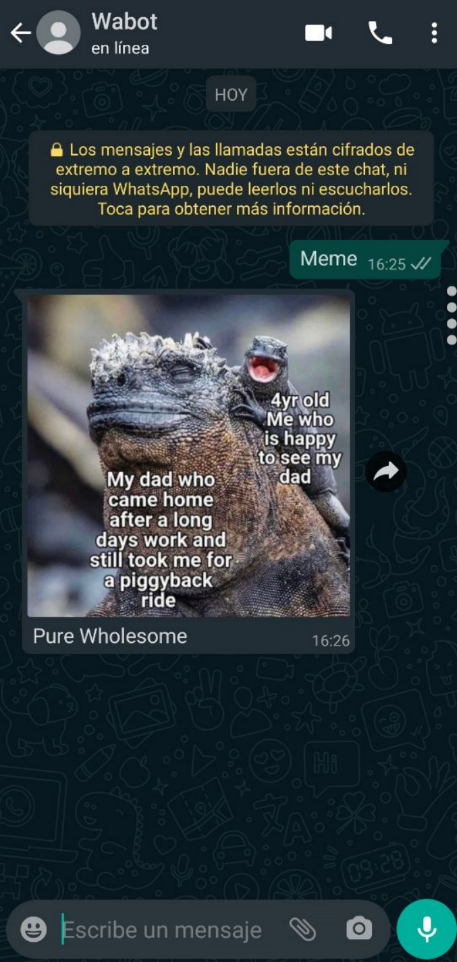 Wabot
en línea
HOY
Los mensajes y las llamadas están cifrados de
extremo a extremo. Nadie fuera de este chat, ni
siquiera WhatsApp, puede leerlos ni escucharlos.
Toca para obtener más información.
Meme 16:25
4yr old
Me who
is happy
to see my
dad
My dad who
came home
after a long
days work and
still took me for
a piggyback
ride
Pure Wholesome 16:26
Hi
09:28
Escribe un mensaje